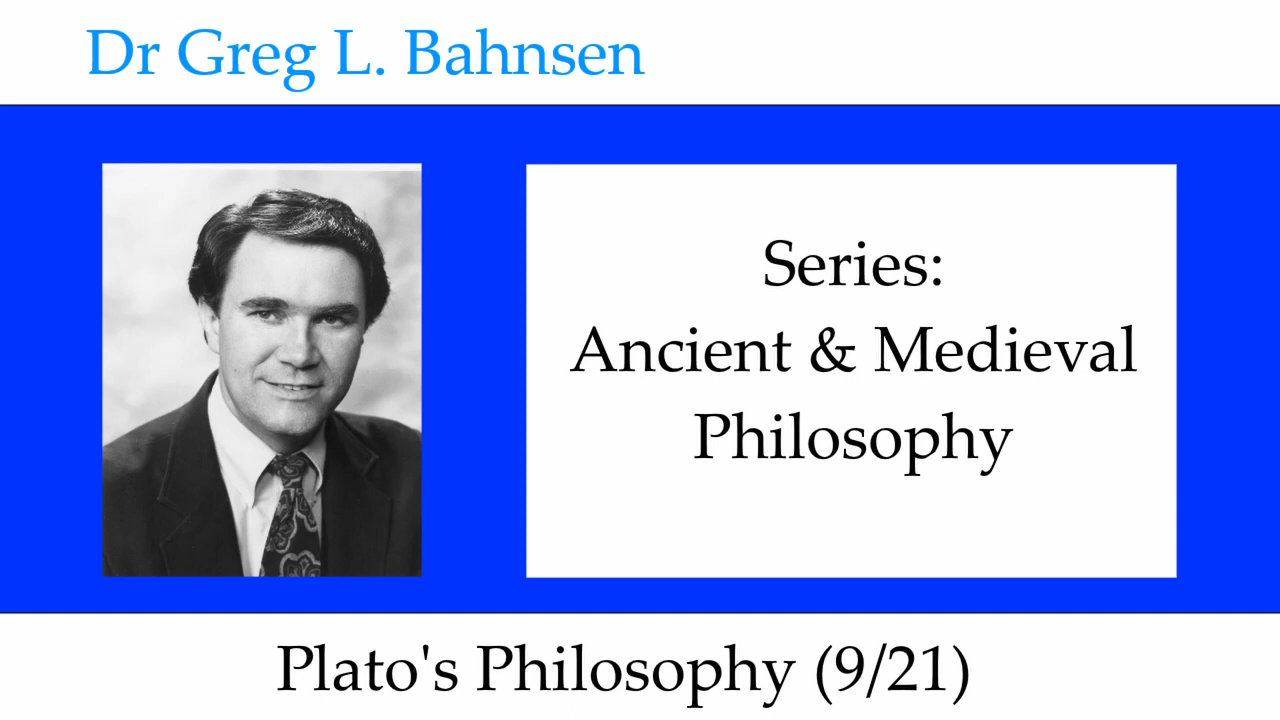 Dr Greg L. Bahnsen
Series:
Ancient & Medieval
Philosophy
Plato's Philosophy (9/21)